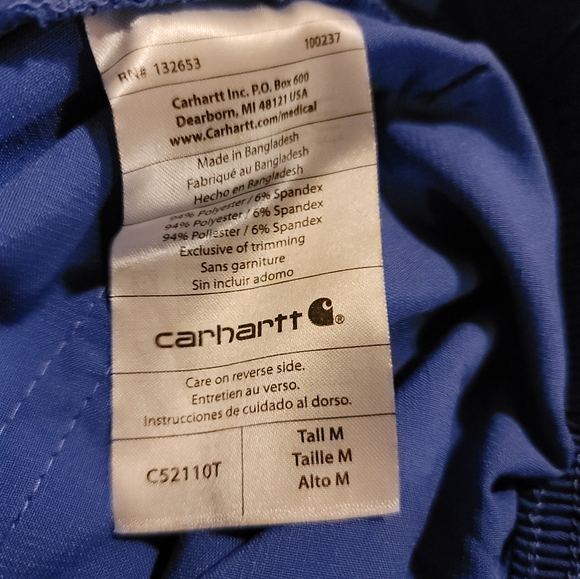 RN# 132653 100237
Carhartt Inc. P.O. Box 600
Dearborn, MI 48121 USA
www.Carhartt.com/medical
Made in Bangladesh
Fabriqué au Bangladesh
Hecho en Bangladesh
94% Polyester / 6% Spandex
94% Polyester / 6% Spandex
94% Poliester / 6% Spandex
Exclusive of trimming
Sans garniture
Sin incluir adorno
carhartt ®
Care on reverse side.
Entretien au verso.
Instrucciones de cuidado al dorso.
C52110T
Tall M
Taille M
Alto M